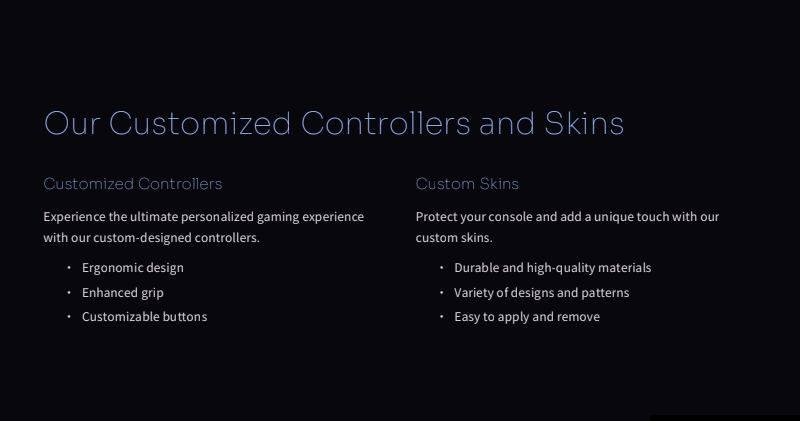 Our Customized Controllers and Skins
Customized Controllers
Experience the ultimate personalized gaming experience
with our custom-designed controllers.
• Ergonomic design
• Enhanced grip
• Customizable buttons
Custom Skins
Protect your console and add a unique touch with our
custom skins.
• Durable and high-quality materials
• Variety of designs and patterns
• Easy to apply and remove